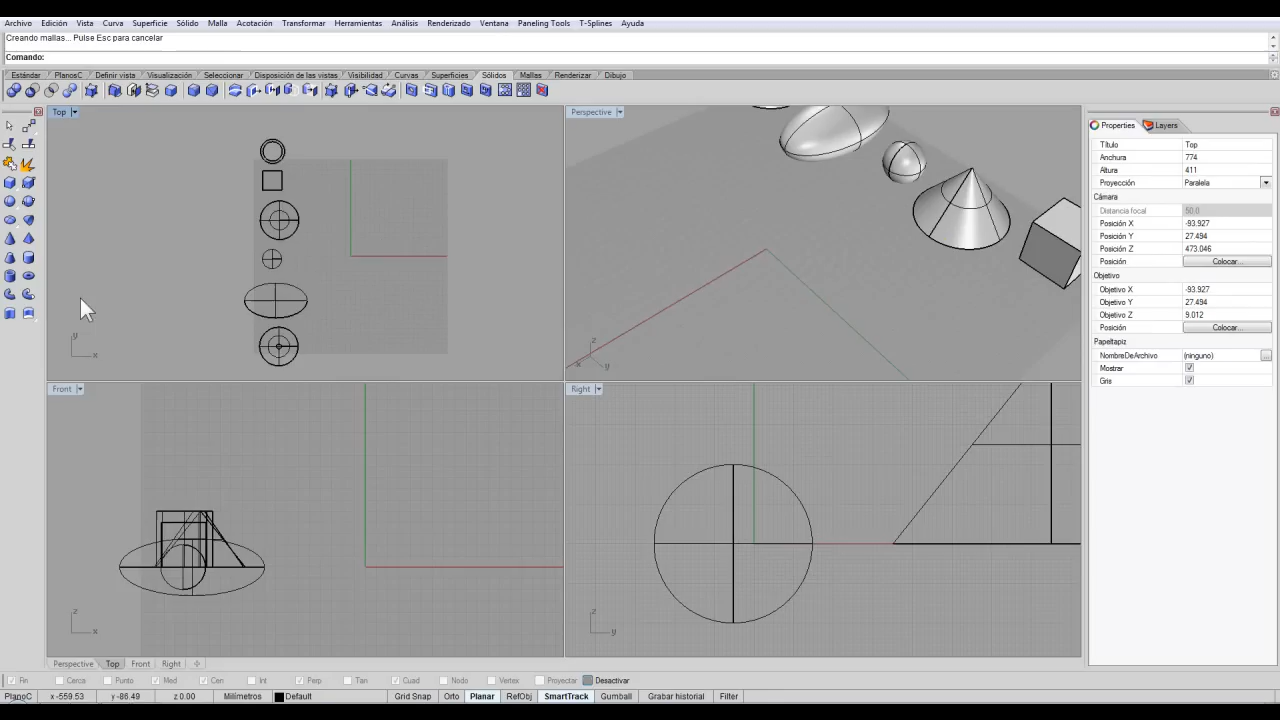 Archivo Edición Vista Curva Superficie Sólido Malla Acotación Transformar Herramientas Análisis Renderizado Ventana Paneling Tools T-Splines Ayuda
Creando mallas... Pulse Esc para cancelar
Comando:
Estándar PlanosC Definir vista Visualización Seleccionar Disposición de las vistas Visibilidad Curvas Superficies Sólidos Mallas Renderizar Dibujo
Top
Perspective
Properties Layers
Título Top
Anchura 774
Altura 411
Proyección Paralela
Cámara
Distancia focal 50.0
Posición X -93.927
Posición Y 27.494
Posición Z 473.046
Posición Colocar...
Objetivo
Objetivo X -93.927
Objetivo Y 27.494
Objetivo Z 9.012
Posición Colocar...
Papeltapiz
NombreDeArchivo (ninguno) ...
Mostrar
Gris
y
x
z
x
y
Front
Right
z
x
z
y
Perspective Top Front Right
Fin Cerca Punto Med Cen Int Perp Tan Cuad Nodo Vertex Proyectar Desactivar
PlanoC x -559.53 y -86.49 z 0.00 Milímetros Default Grid Snap Orto Planar RefObj SmartTrack Gumball Grabar historial Filter